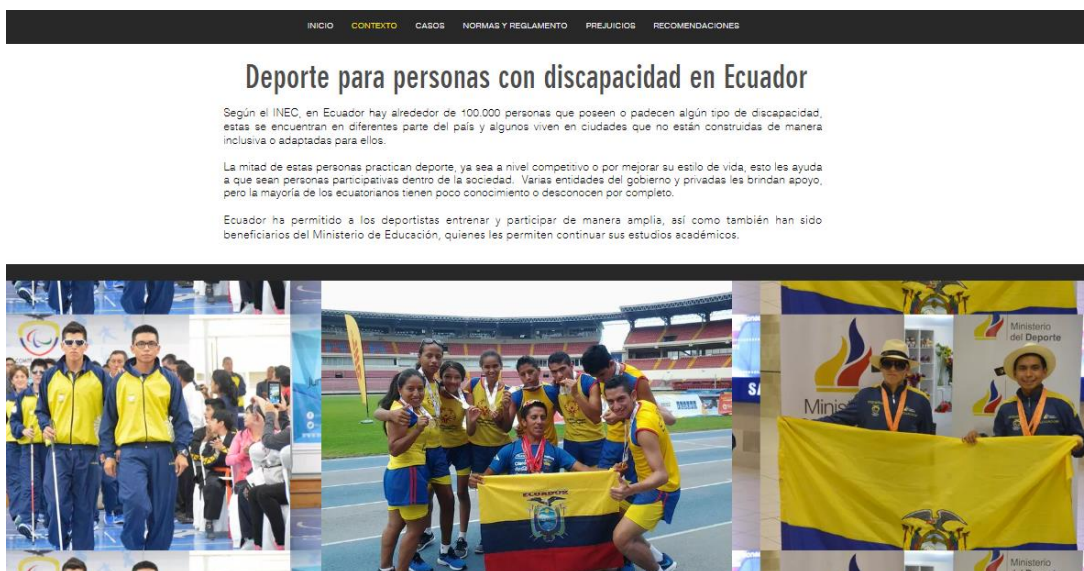 INICIO CONTEXTO CASOS NORMAS Y REGLAMENTO PREJUICIOS RECOMENDACIONES
Deporte para personas con discapacidad en Ecuador
Según el INEC, en Ecuador hay alrededor de 100.000 personas que poseen o padecen algún tipo de discapacidad,
estas se encuentran en diferentes parte del país y algunos viven en ciudades que no están construidas de manera
inclusiva o adaptadas para ellos.
La mitad de estas personas practican deporte, ya sea a nivel competitivo o por mejorar su estilo de vida, esto les ayuda
a que sean personas participativas dentro de la sociedad. Varias entidades del gobierno y privadas les brindan apoyo,
pero la mayoría de los ecuatorianos tienen poco conocimiento o desconocen por completo.
Ecuador ha permitido a los deportistas entrenar y participar de manera amplia, así como también han sido
beneficiarios del Ministerio de Educación, quienes les permiten continuar sus estudios académicos.
ECUADOR
Ministerio
del Deporte
Minis
Ministerio